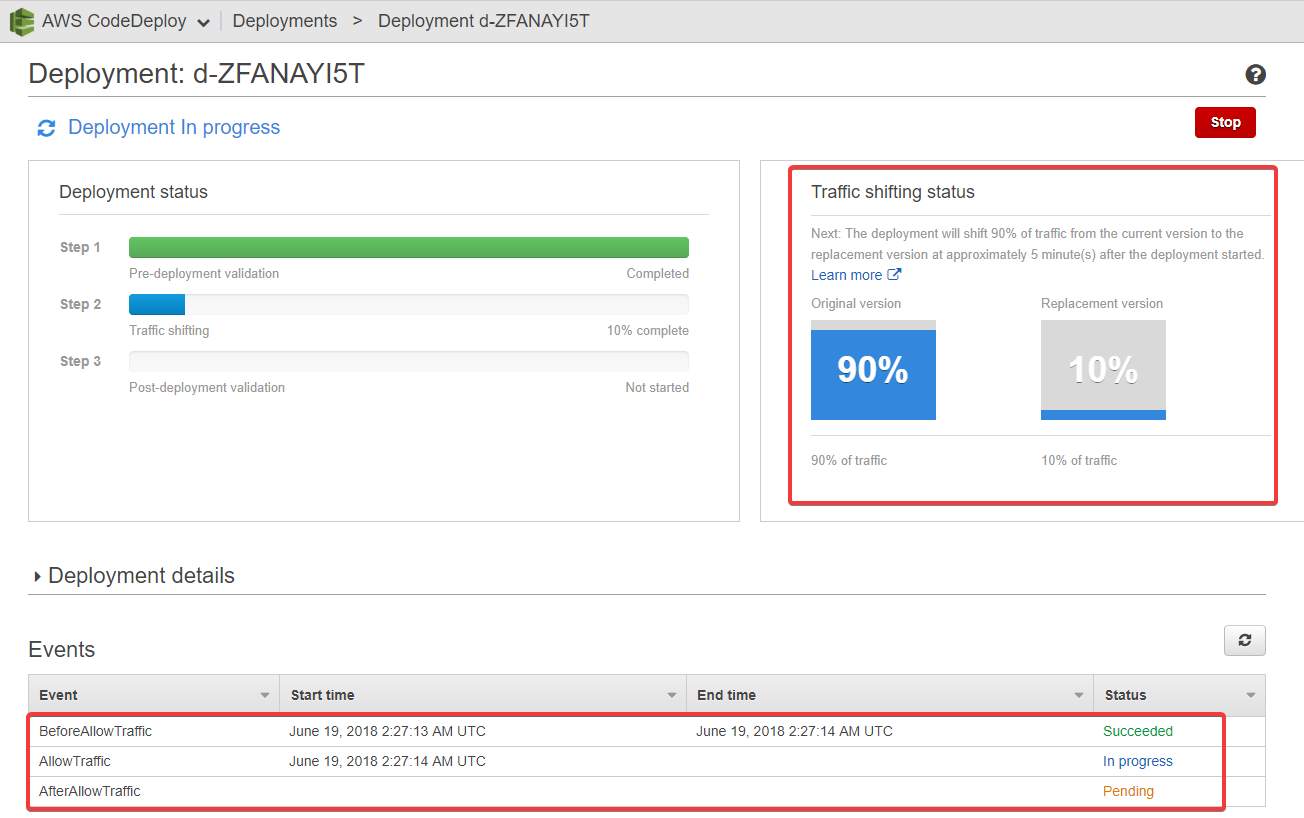 AWS CodeDeploy Deployments > Deployment d-ZFANAYI5T
Deployment: d-ZFANAYI5T
Deployment In progress
Stop
Deployment status
Step 1
Pre-deployment validation Completed
Step 2
Traffic shifting 10% complete
Step 3
Post-deployment validation Not started
Traffic shifting status
Next: The deployment will shift 90% of traffic from the current version to the
replacement version at approximately 5 minute(s) after the deployment started.
Learn more
Original version Replacement version
90% 10%
90% of traffic 10% of traffic
Deployment details
Events
Event Start time End time Status
BeforeAllowTraffic June 19, 2018 2:27:13 AM UTC June 19, 2018 2:27:14 AM UTC Succeeded
AllowTraffic June 19, 2018 2:27:14 AM UTC In progress
AfterAllowTraffic Pending